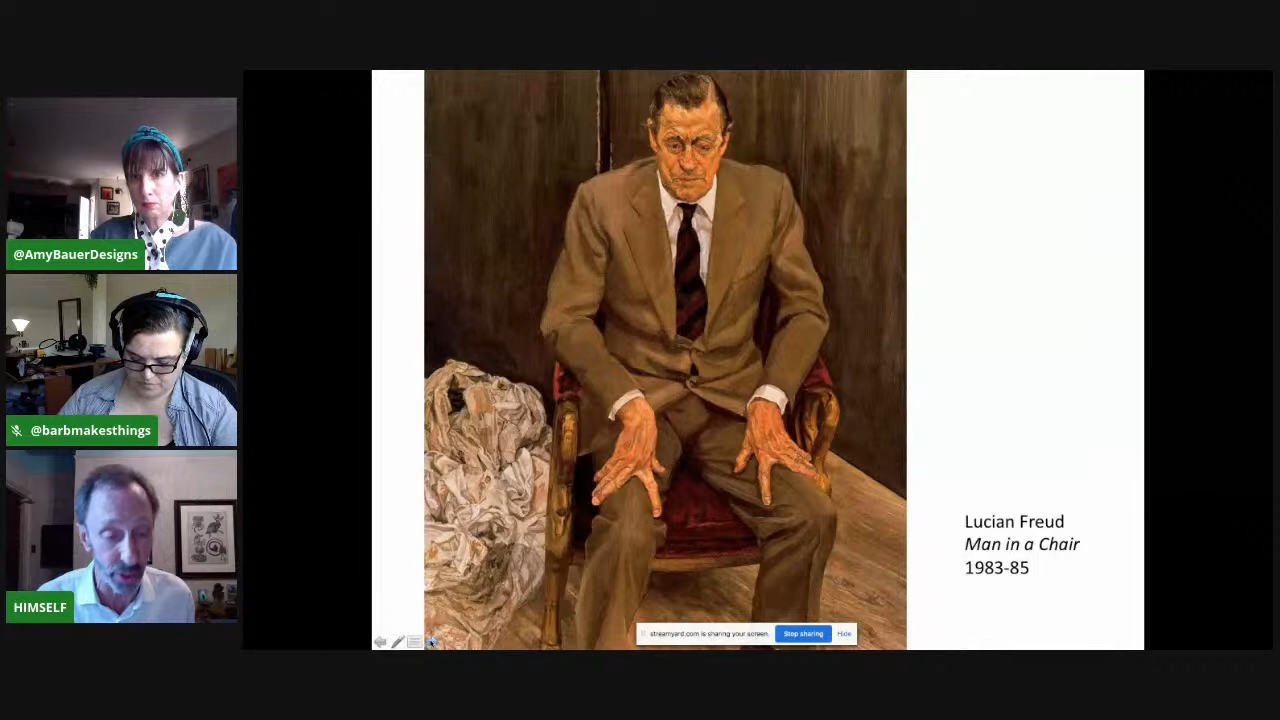 @AmyBauerDesigns
@barbmakesthings
HIMSELF
Lucian Freud
Man in a Chair
1983-85
streamyard.com is sharing your screen.
Stop sharing
Hide